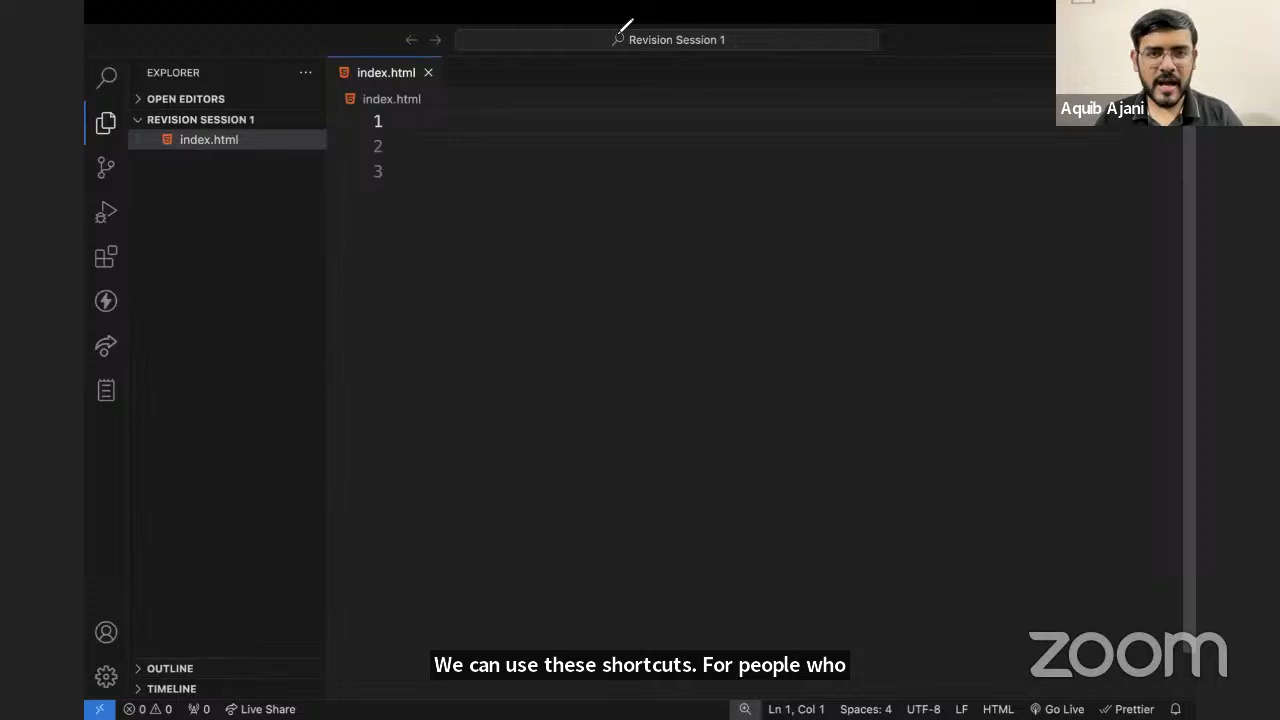 Revision Session 1
Aquib Ajani
EXPLORER
index.html
OPEN EDITORS
index.html
REVISION SESSION 1
index.html
1
2
3
We can use these shortcuts. For people who
zoom
OUTLINE
TIMELINE
0 0 0 Live Share Ln 1, Col 1 Spaces: 4 UTF-8 LF HTML Go Live Prettier